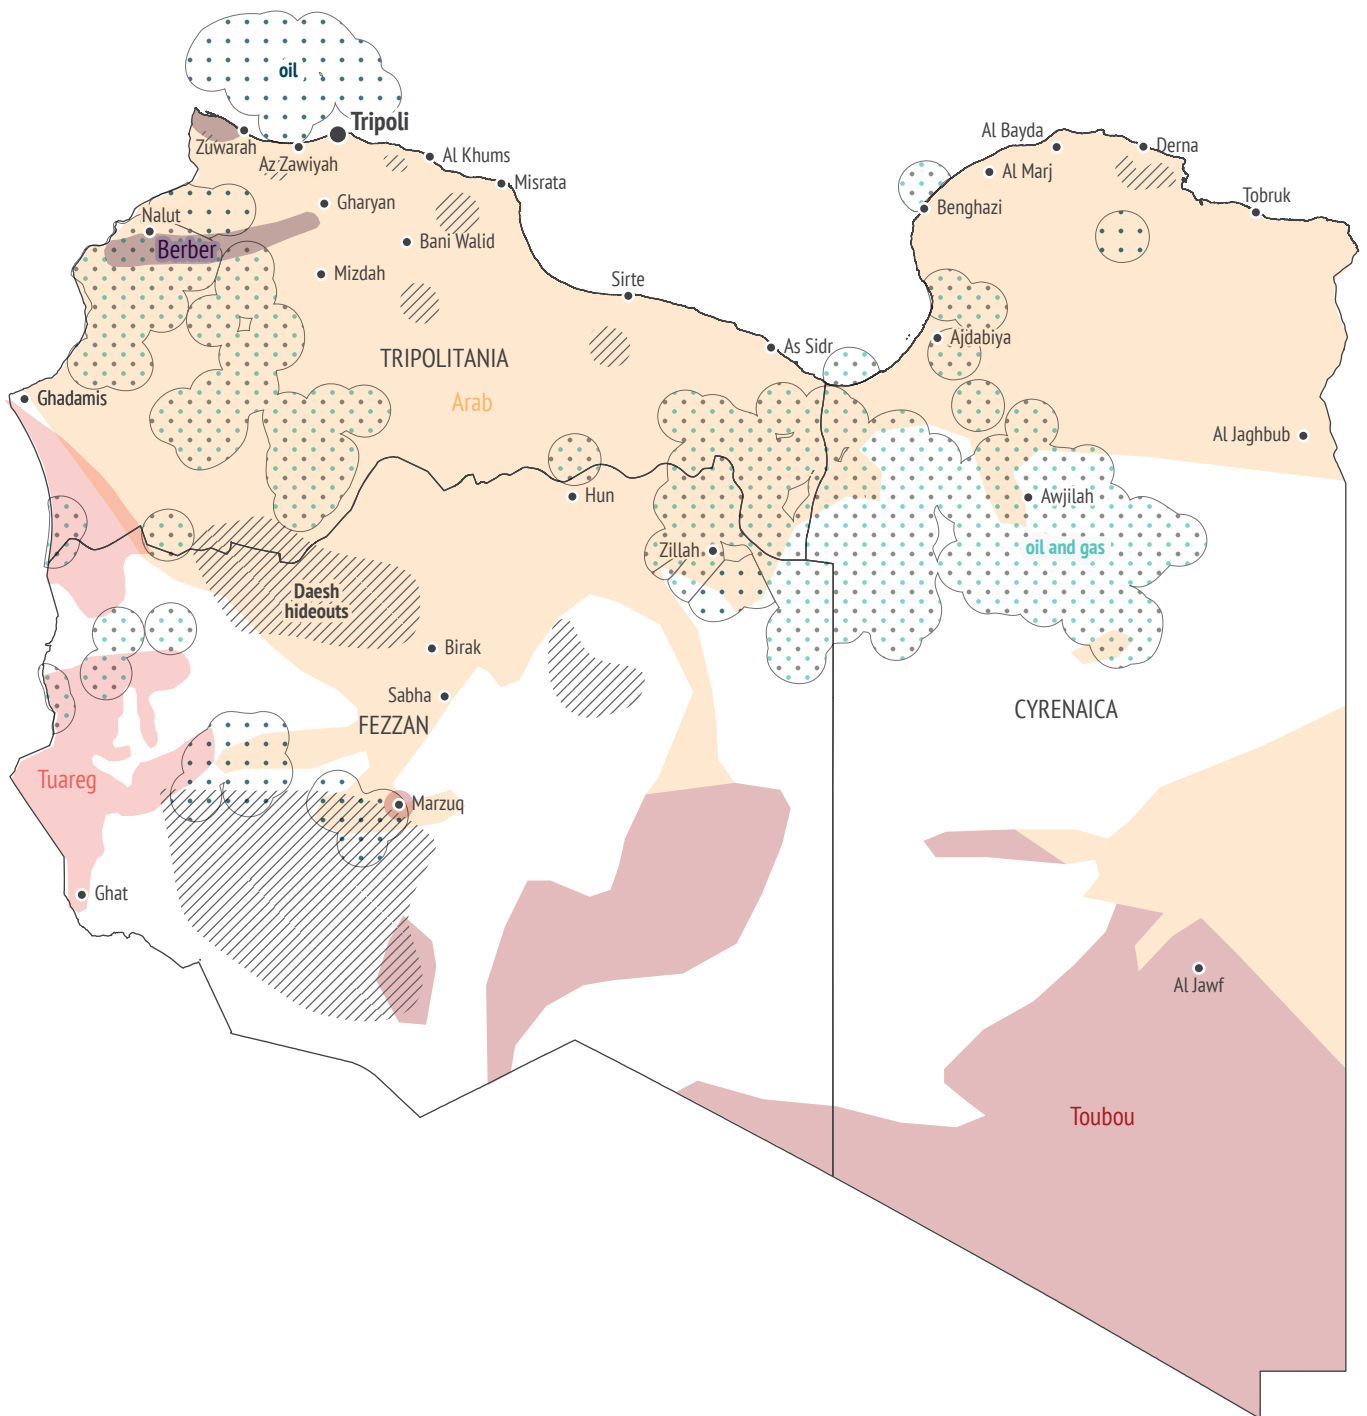 oil
Tripoli
Zuwarah
Az Zawiyah
Al Khums
Misrata
Al Bayda
Derna
Al Marj
Tobruk
Benghazi
Nalut
Gharyan
Berber
Bani Walid
Mizdah
Sirte
As Sidr
Ajdabiya
TRIPOLITANIA
Arab
Ghadamis
Al Jaghbub
Hun
Awjilah
Zillah
oil and gas
Daesh
hideouts
Birak
Sabha
FEZZAN
CYRENAICA
Tuareg
Marzuq
Ghat
Al Jawf
Toubou